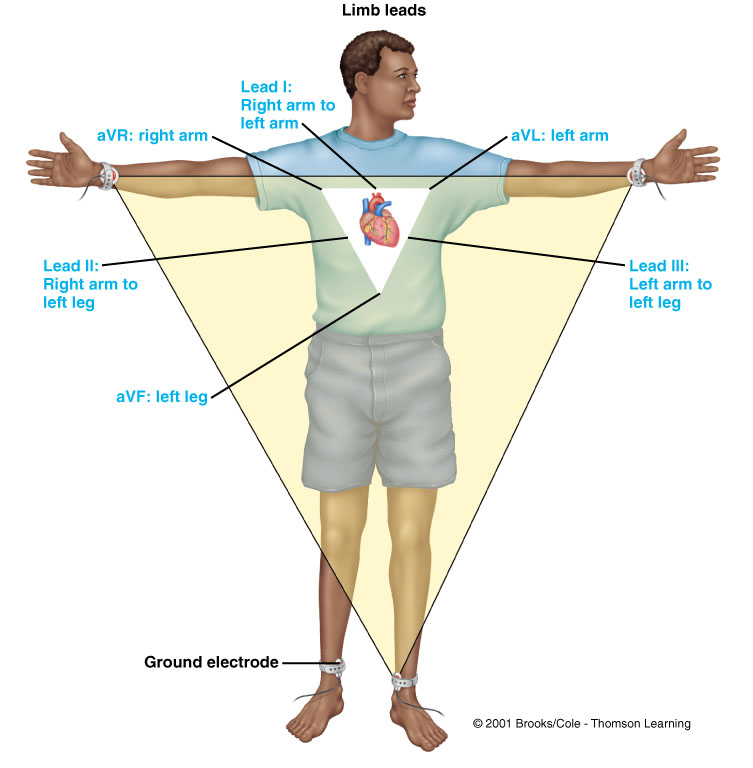 Limb leads
Lead I:
Right arm to
left arm
aVR: right arm
aVL: left arm
Lead II:
Right arm to
left leg
Lead III:
Left arm to
left leg
aVF: left leg
Ground electrode
© 2001 Brooks/Cole - Thomson Learning